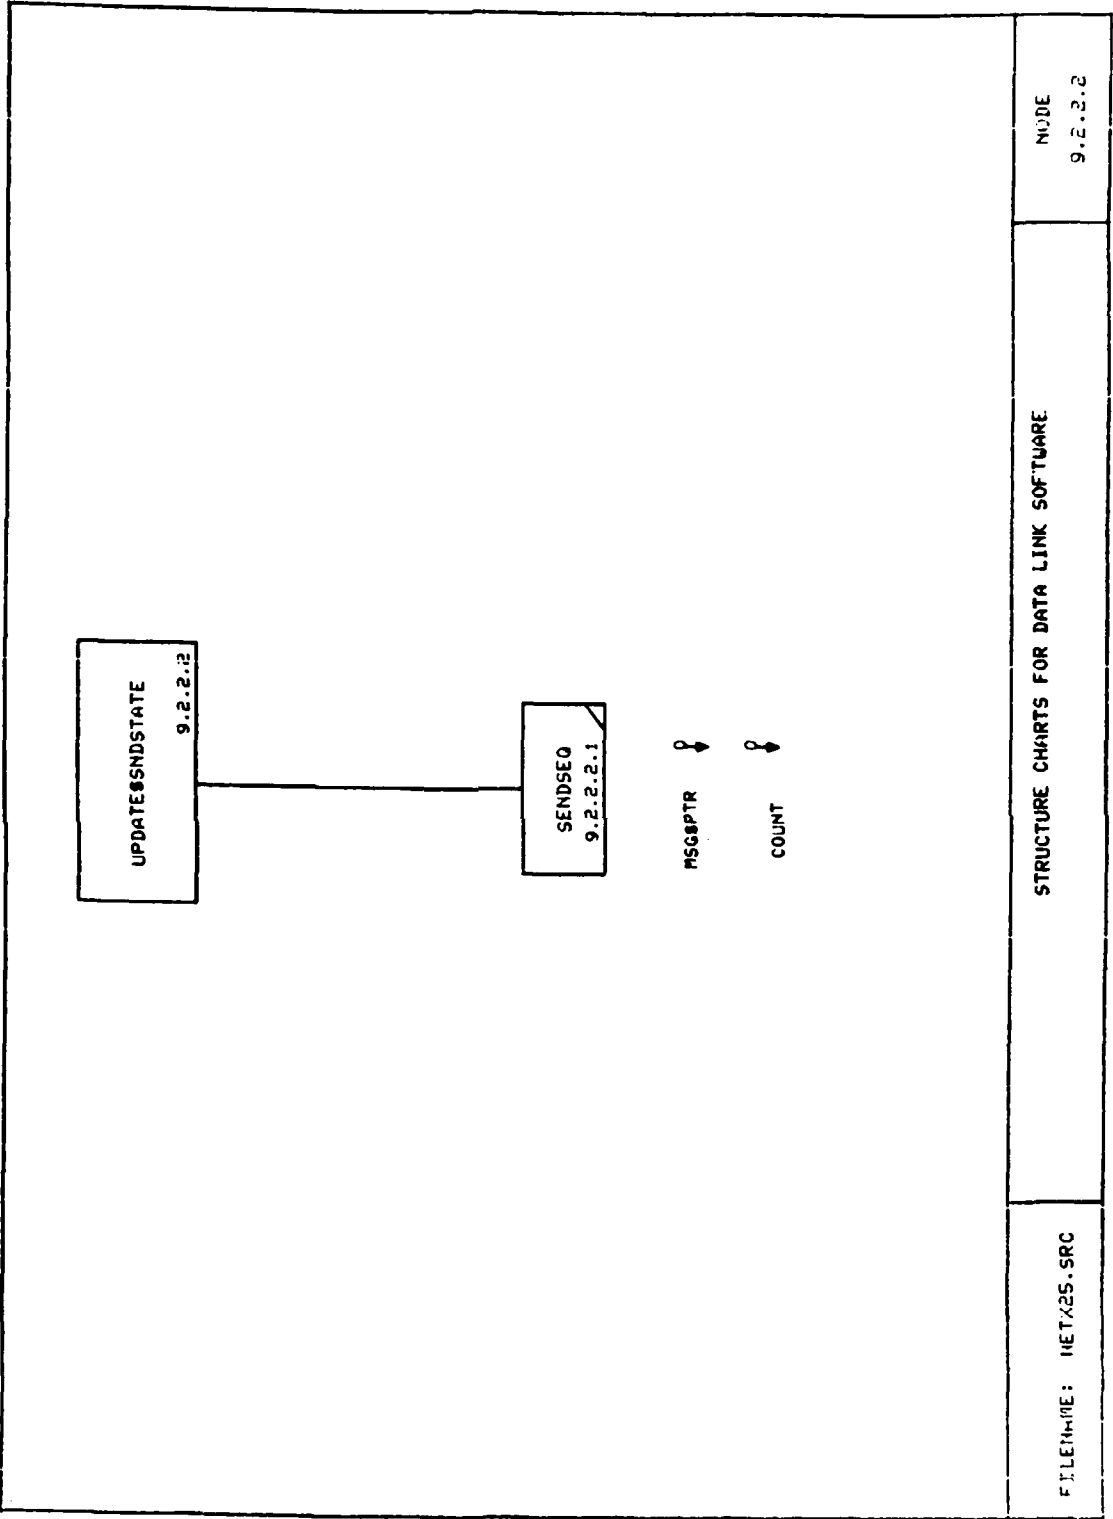 UPDATE$SNDSTATE
9.2.2.2
SENDSEQ
9.2.2.2.1
MSG$PTR
COUNT
FILENAME: NETX25.SRC
STRUCTURE CHARTS FOR DATA LINK SOFTWARE
NODE
9.2.2.2